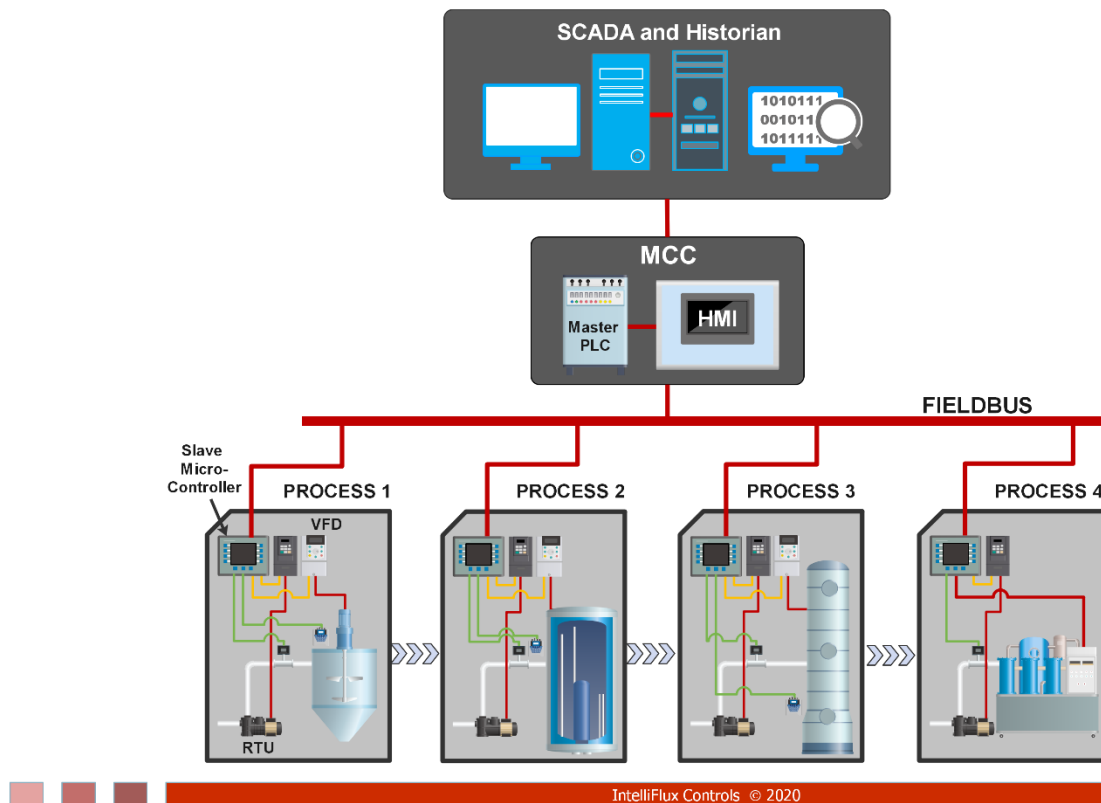 SCADA and Historian
1010111
0010111
1011111
MCC
Master
PLC
HMI
FIELDBUS
Slave
Micro-
Controller
PROCESS 1
PROCESS 2
PROCESS 3
PROCESS 4
VFD
RTU
IntelliFlux Controls © 2020